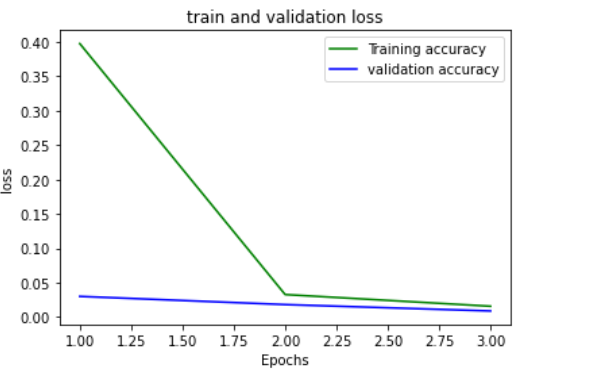 train and validation loss
Training accuracy
validation accuracy
0.40
0.35
0.30
0.25
0.20
0.15
0.10
0.05
0.00
loss
1.00 1.25 1.50 1.75 2.00 2.25 2.50 2.75 3.00
Epochs